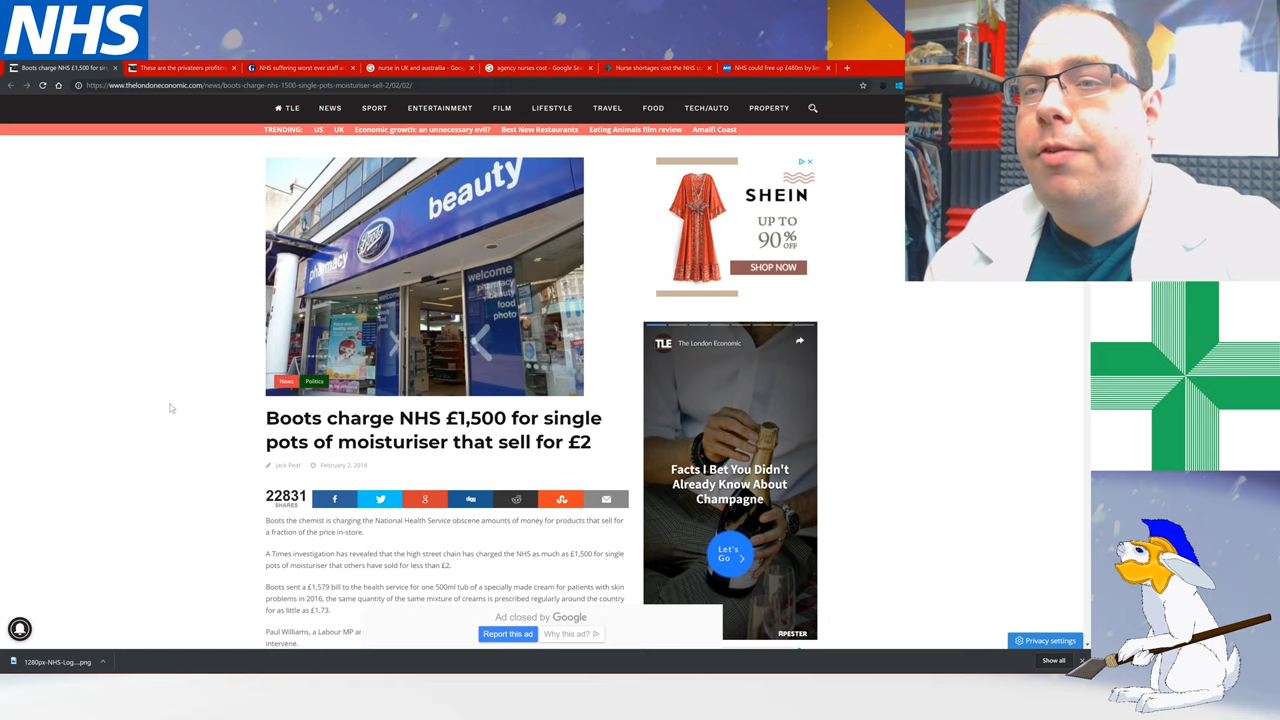 NHS
Boots charge NHS £1,500 for sin
These are the privateers profitin
NHS suffering worst ever staff a
nurse in UK and austrailia - Goo
agency nurses cost - Google Se
Nurse shortages cost the NHS u
NHS could free up £480m by li
https://www.thelondoneconomic.com/news/boots-charge-nhs-1500-single-pots-moisturiser-sell-2/02/02/
TLE NEWS SPORT ENTERTAINMENT FILM LIFESTYLE TRAVEL FOOD TECH/AUTO PROPERTY
TRENDING: US UK Economic growth: an unnecessary evil? Best New Restaurants Eating Animals film review Amalfi Coast
beauty
Boots
pharmacy
welcome
welcome
pharmacy
beauty
food
photo
News Politics
SHEIN
UP TO
90% OFF
SHOP NOW
TLE The London Economic
Facts I Bet You Didn't
Already Know About
Champagne
Let's
Go
APESTER
Boots charge NHS £1,500 for single
pots of moisturiser that sell for £2
Jack Peat February 2, 2018
22831
SHARES
Boots the chemist is charging the National Health Service obscene amounts of money for products that sell for
a fraction of the price in-store.
A Times investigation has revealed that the high street chain has charged the NHS as much as £1,500 for single
pots of moisturiser that others have sold for less than £2.
Boots sent a £1,579 bill to the health service for one 500ml tub of a specially made cream for patients with skin
problems in 2016, the same quantity of the same mixture of creams is prescribed regularly around the country
for as little as £1.73.
Paul Williams, a Labour MP ar
intervene.
Ad closed by Google
Report this ad Why this ad?
Privacy settings
1280px-NHS-Log....png
Show all